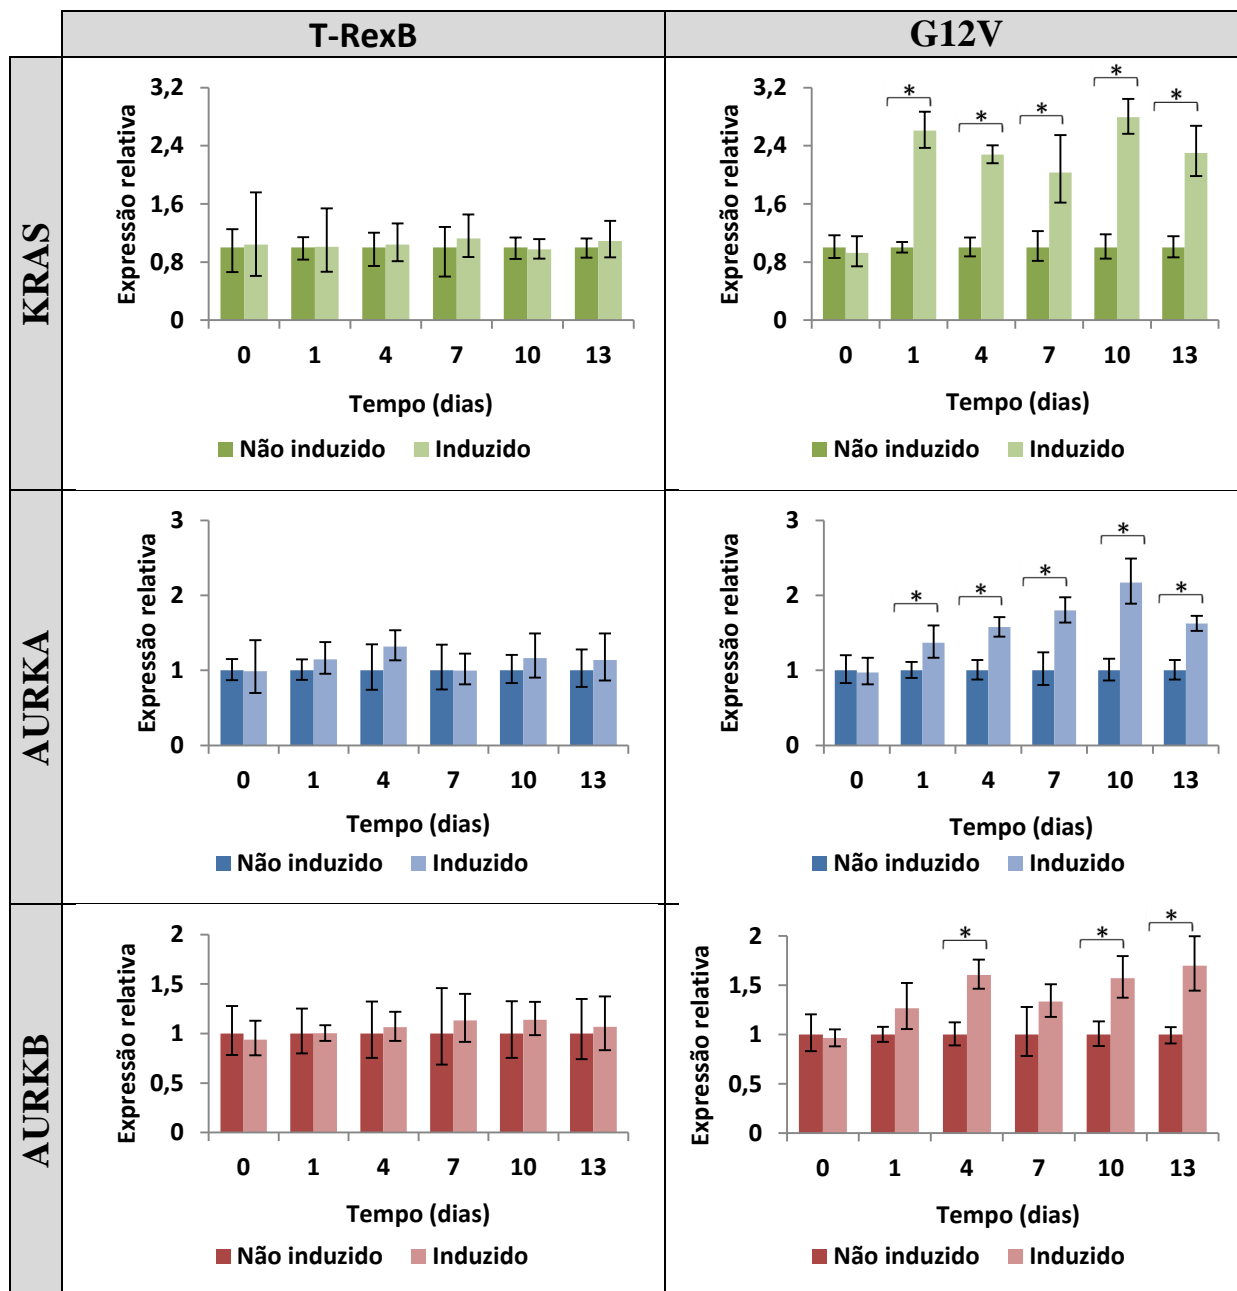 T-RexB
G12V
KRAS
Expressão relativa
3,2
2,4
1,6
0,8
0
0 1 4 7 10 13
Tempo (dias)
Não induzido Induzido
Expressão relativa
3,2
2,4
1,6
0,8
0
* * * * *
0 1 4 7 10 13
Tempo (dias)
Não induzido Induzido
AURKA
Expressão relativa
3
2
1
0
0 1 4 7 10 13
Tempo (dias)
Não induzido Induzido
Expressão relativa
3
2
1
0
* * * * *
0 1 4 7 10 13
Tempo (dias)
Não induzido Induzido
AURKB
Expressão relativa
2
1,5
1
0,5
0
0 1 4 7 10 13
Tempo (dias)
Não induzido Induzido
Expressão relativa
2
1,5
1
0,5
0
* * *
0 1 4 7 10 13
Tempo (dias)
Não induzido Induzido